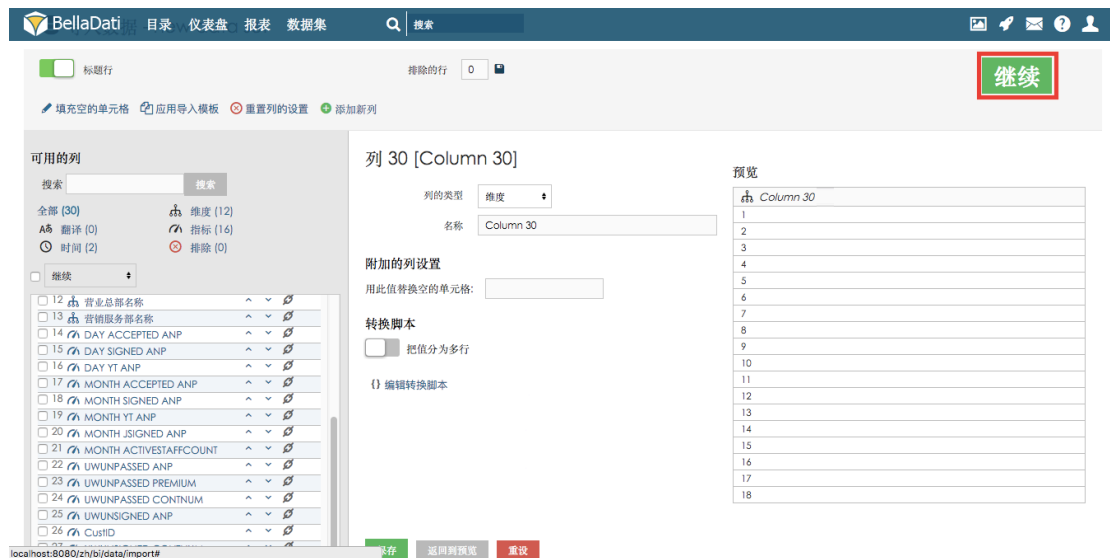 BellaDati 目录 仪表盘 报表 数据集 搜索
标题行 排除的行 0 继续
填充空的单元格 应用导入模板 重置列的设置 添加新列
可用的列
搜索 搜索
全部 (30) 维度 (12)
Aあ 翻译 (0) 指标 (16)
时间 (2) 排除 (0)
继续
12 营业总部名称
13 营销服务部名称
14 DAY ACCEPTED ANP
15 DAY SIGNED ANP
16 DAY YT ANP
17 MONTH ACCEPTED ANP
18 MONTH SIGNED ANP
19 MONTH YT ANP
20 MONTH JSIGNED ANP
21 MONTH ACTIVESTAFFCOUNT
22 UWUNPASSED ANP
23 UWUNPASSED PREMIUM
24 UWUNPASSED CONTNUM
25 UWUNSIGNED ANP
26 CustID
localhost:8080/zh/bi/data/import#
列 30 [Column 30]
列的类型 维度
名称 Column 30
附加的列设置
用此值替换空的单元格:
转换脚本
把值分为多行
{} 编辑转换脚本
保存 返回到预览 重设
预览
Column 30
1
2
3
4
5
6
7
8
9
10
11
12
13
14
15
16
17
18